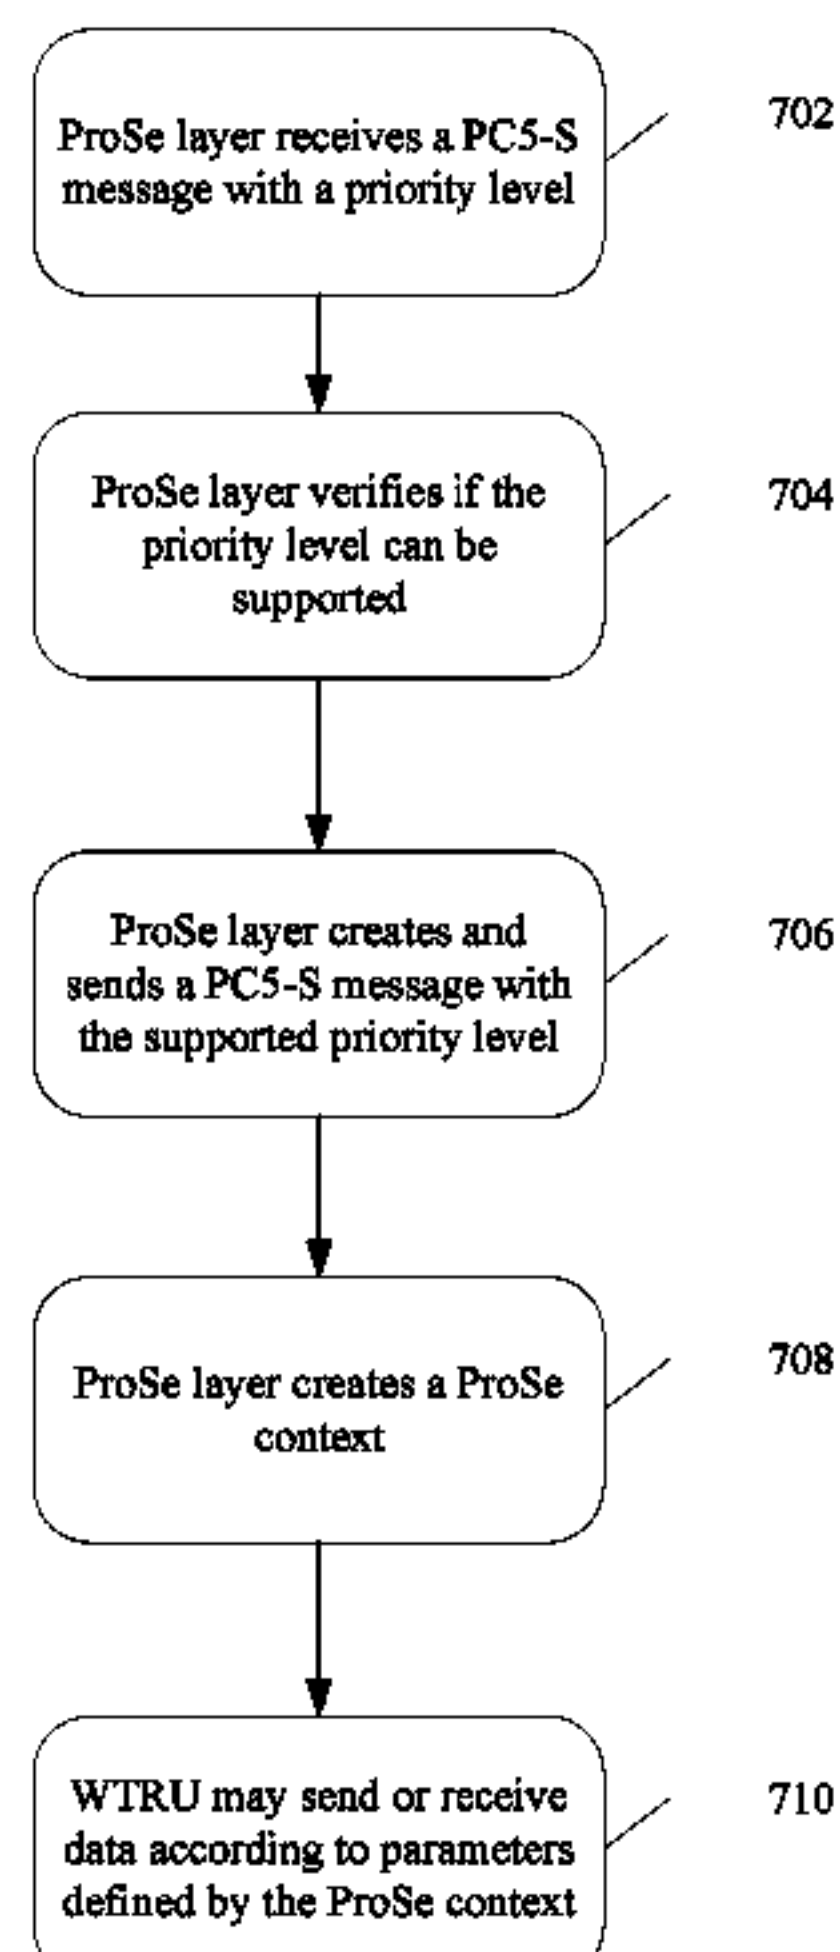 ProSe layer receives a PC5-S
message with a priority level
702
ProSe layer verifies if the
priority level can be
supported
704
ProSe layer creates and
sends a PC5-S message with
the supported priority level
706
ProSe layer creates a ProSe
context
708
WTRU may send or receive
data according to parameters
defined by the ProSe context
710